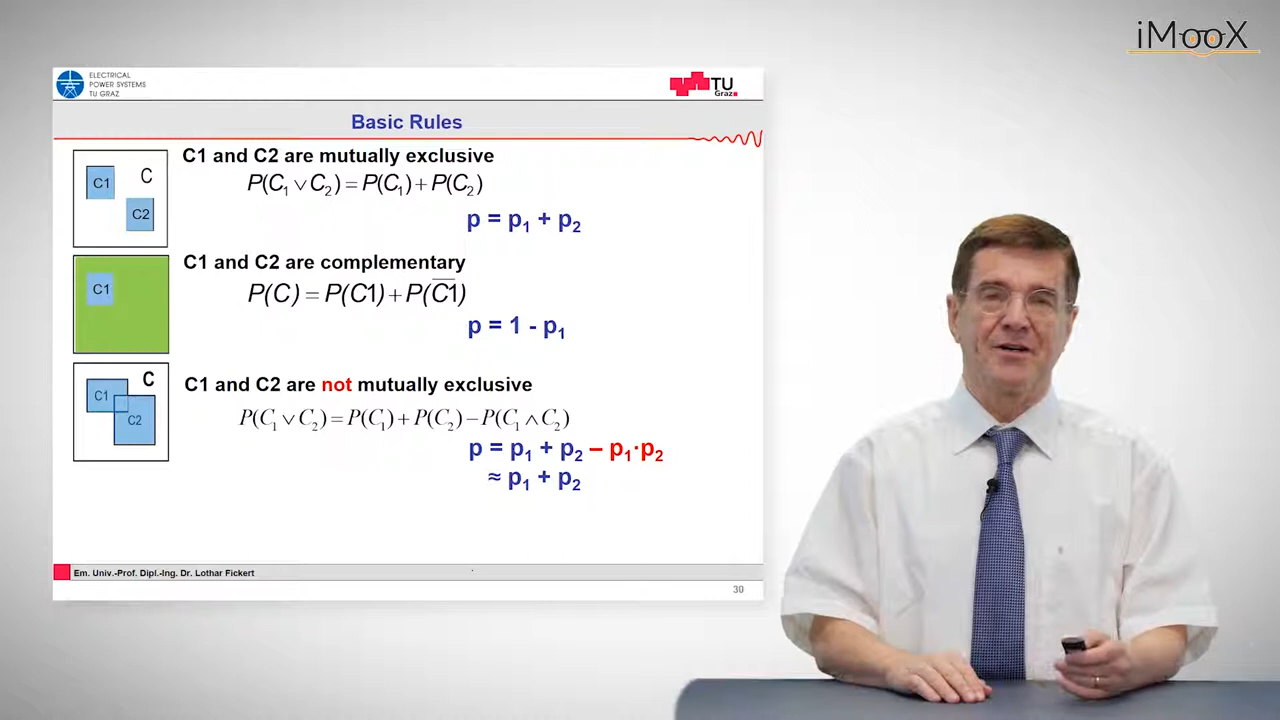 iMooX
ELECTRICAL
POWER SYSTEMS
TU GRAZ
TU
Graz
Basic Rules
C1 and C2 are mutually exclusive
C1
C
C2
P(C₁ ∨ C₂) = P(C₁) + P(C₂)
p = p₁ + p₂
C1 and C2 are complementary
C1
P(C) = P(C1) + P(C̅1̅)
p = 1 - p₁
C1 and C2 are not mutually exclusive
C1
C
C2
P(C₁ ∨ C₂) = P(C₁) + P(C₂) − P(C₁ ∧ C₂)
p = p₁ + p₂ – p₁·p₂
≈ p₁ + p₂
Em. Univ.-Prof. Dipl.-Ing. Dr. Lothar Fickert
30